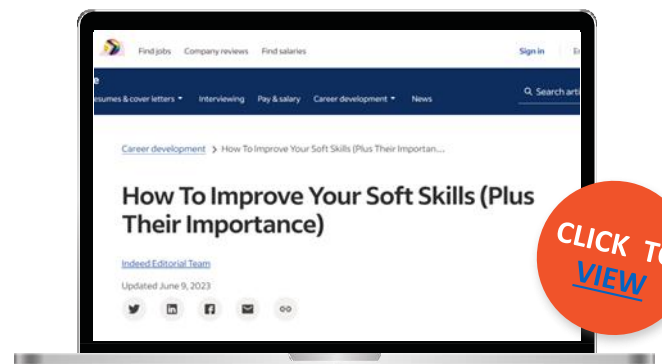 Find jobs Company reviews Find salaries Sign in
e
esumes & cover letters Interviewing Pay & salary Career development News Search arti
Career development > How To Improve Your Soft Skills (Plus Their Importan....
How To Improve Your Soft Skills (Plus
Their Importance)
Indeed Editorial Team
Updated June 9, 2023
CLICK TO
VIEW